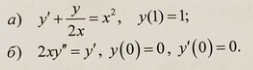 а) y′ + y/2x = x², y(1)=1;
б) 2xy″ = y′, y(0)=0, y′(0)=0.